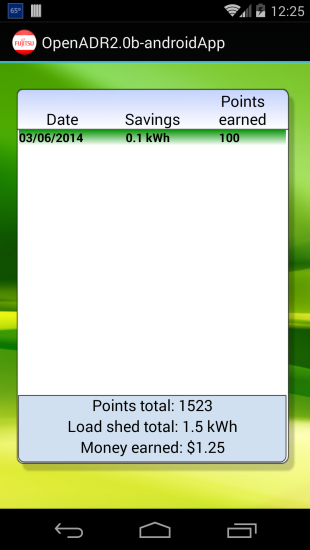 65°
12:25
FUJITSU
OpenADR2.0b-androidApp
Date Savings Points earned
03/06/2014 0.1 kWh 100
Points total: 1523
Load shed total: 1.5 kWh
Money earned: $1.25